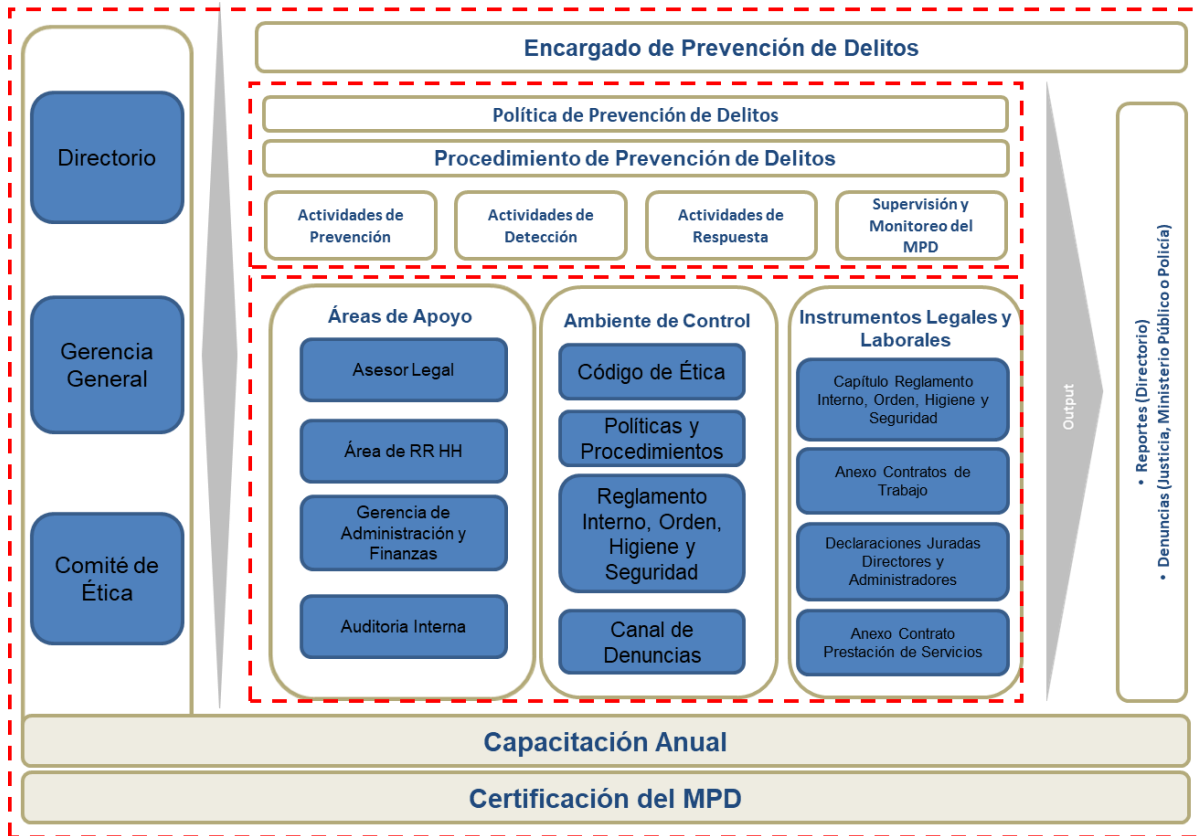 Encargado de Prevención de Delitos
Directorio
Gerencia
General
Comité de
Ética
Política de Prevención de Delitos
Procedimiento de Prevención de Delitos
Actividades de
Prevención
Actividades de
Detección
Actividades de
Respuesta
Supervisión y
Monitoreo del
MPD
Áreas de Apoyo
Asesor Legal
Área de RR HH
Gerencia de
Administración y
Finanzas
Auditoria Interna
Ambiente de Control
Código de Ética
Políticas y
Procedimientos
Reglamento
Interno, Orden,
Higiene y
Seguridad
Canal de
Denuncias
Instrumentos Legales y
Laborales
Capítulo Reglamento
Interno, Orden, Higiene y
Seguridad
Anexo Contratos de
Trabajo
Declaraciones Juradas
Directores y
Administradores
Anexo Contrato
Prestación de Servicios
Output
• Reportes (Directorio)
• Denuncias (Justicia, Ministerio Público o Policía)
Capacitación Anual
Certificación del MPD